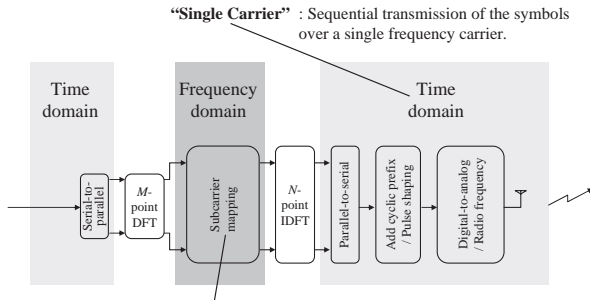 “Single Carrier” : Sequential transmission of the symbols
over a single frequency carrier.
Time
domain
Frequency
domain
Time
domain
Serial-to-
parallel
M-
point
DFT
Subcarrier
mapping
N-
point
IDFT
Parallel-to-serial
Add cyclic prefix
/ Pulse shaping
Digital-to-analog
/ Radio frequency